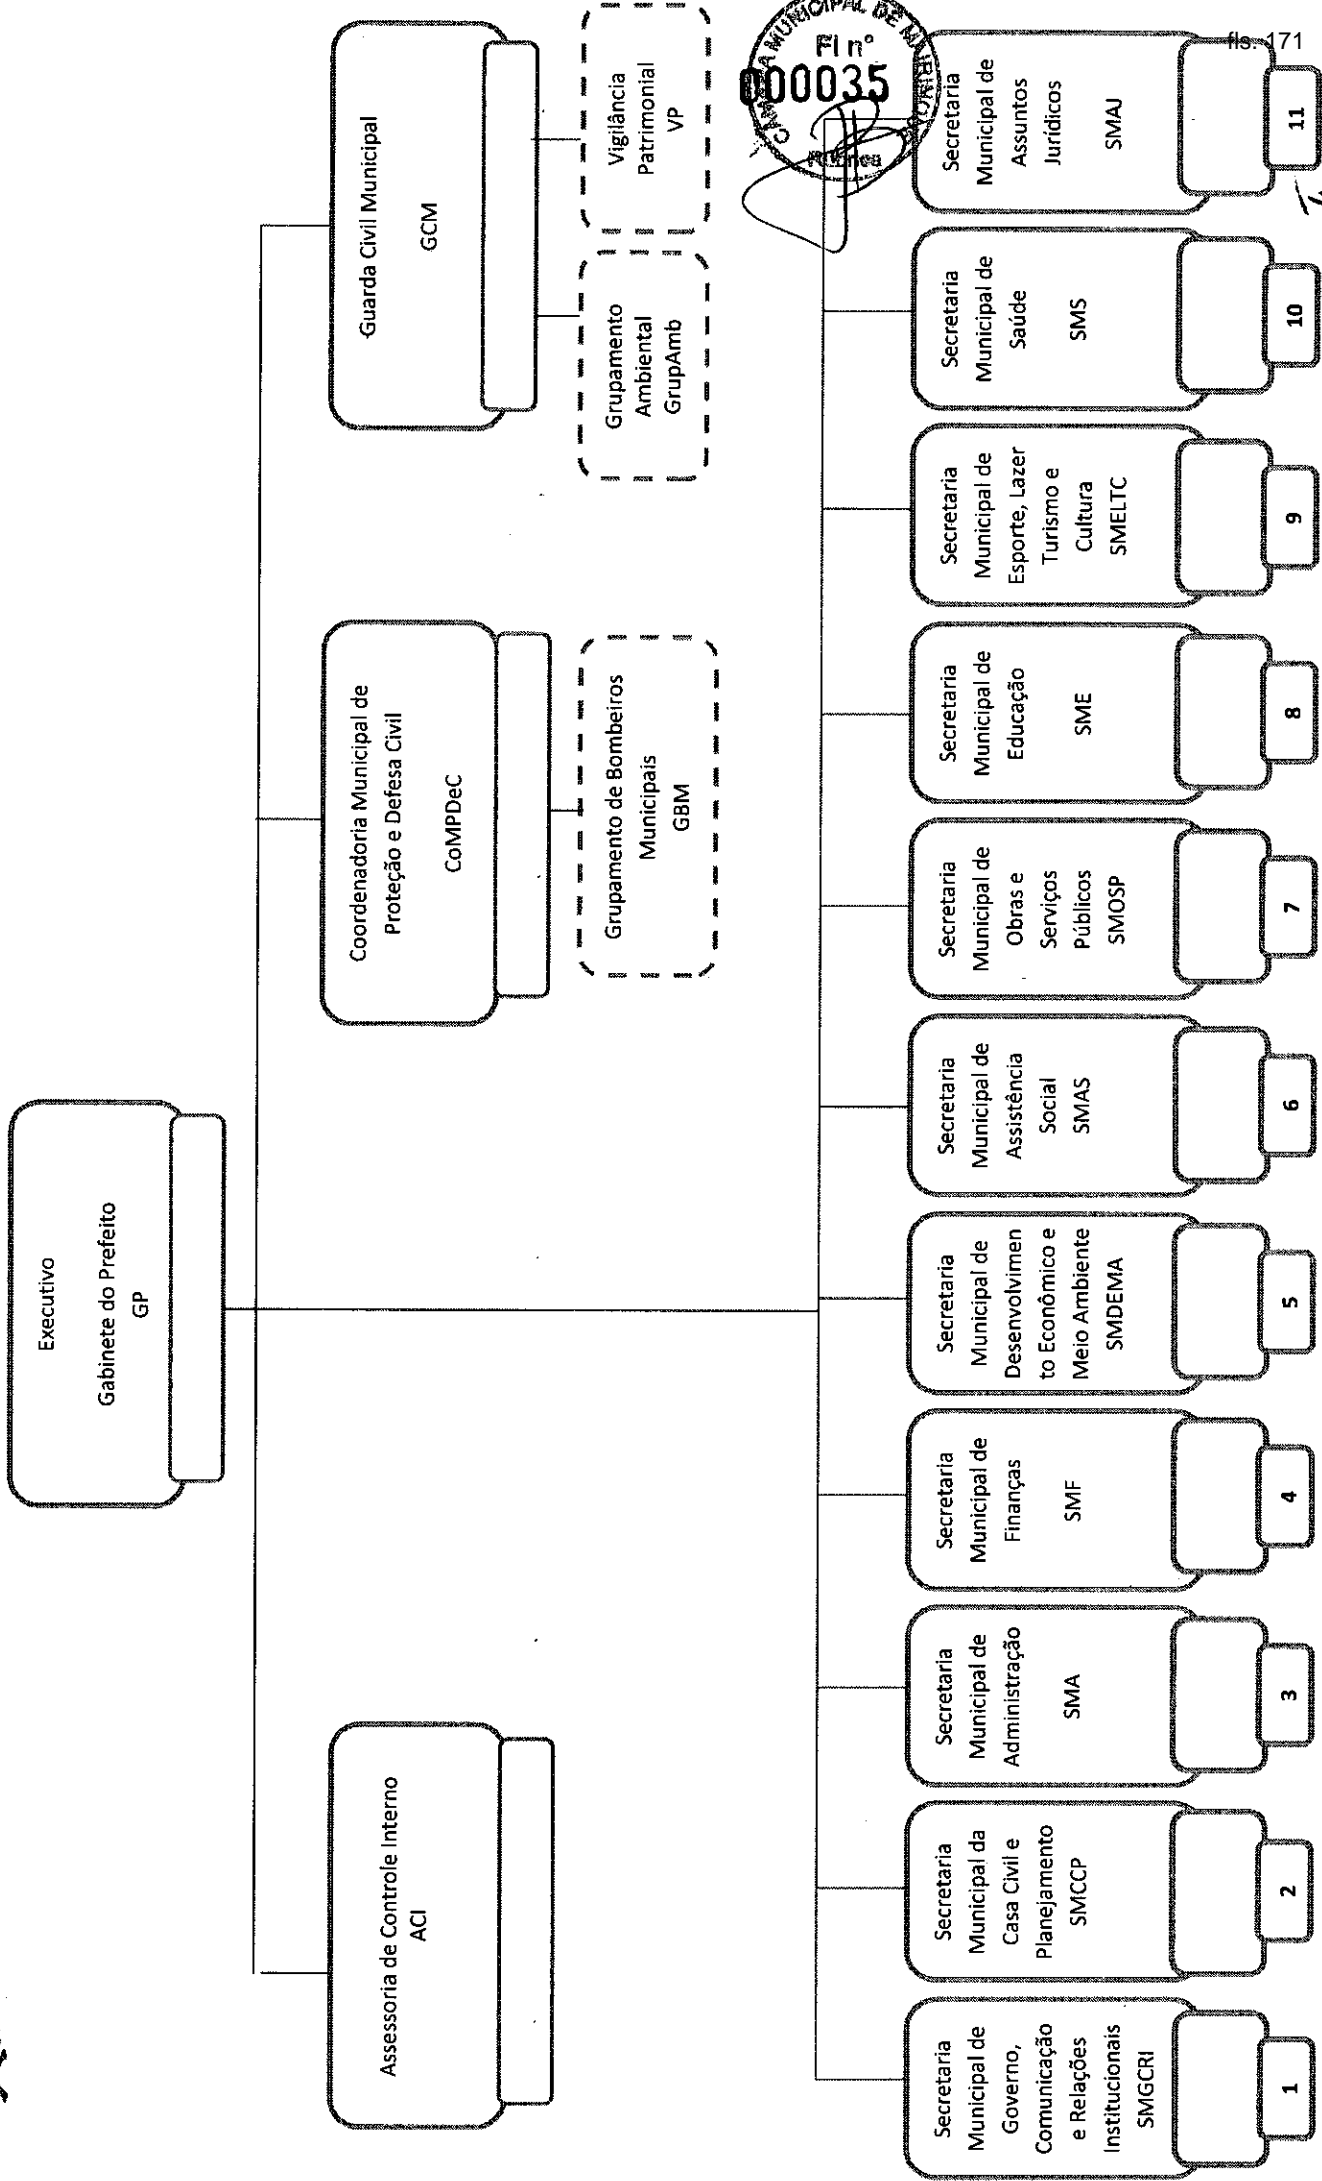 Executivo
Gabinete do Prefeito
GP
Assessoria de Controle Interno
ACI
Coordenadoria Municipal de
Proteção e Defesa Civil
CoMPDeC
Grupamento de Bombeiros
Municipais
GBM
Guarda Civil Municipal
GCM
Grupamento
Ambiental
GrupAmb
Vigilância
Patrimonial
VP
Secretaria
Municipal de
Governo,
Comunicação
e Relações
Institucionais
SMGCRI
1
Secretaria
Municipal da
Casa Civil e
Planejamento
SMCCP
2
Secretaria
Municipal de
Administração
SMA
3
Secretaria
Municipal de
Finanças
SMF
4
Secretaria
Municipal de
Desenvolvimen
to Econômico e
Meio Ambiente
SMDEMA
5
Secretaria
Municipal de
Assistência
Social
SMAS
6
Secretaria
Municipal de
Obras e
Serviços
Públicos
SMOSP
7
Secretaria
Municipal de
Educação
SME
8
Secretaria
Municipal de
Esporte, Lazer
Turismo e
Cultura
SMELTC
9
Secretaria
Municipal de
Saúde
SMS
10
Secretaria
Municipal de
Assuntos
Jurídicos
SMAJ
11
MUNICIPAL DE
Fl nº
000035
fls. 171